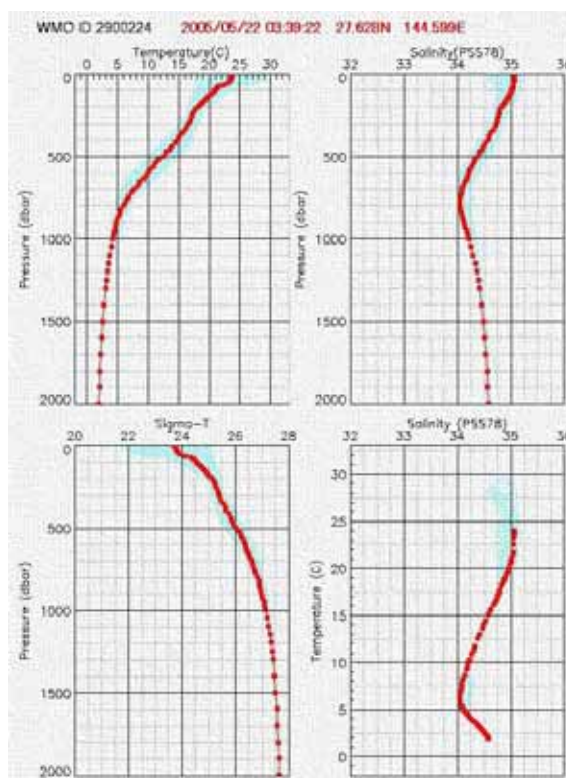 WMO ID 2900224 2005/05/22 03:39:22 27.628N 144.599E
Temperature(C) Salinity(PSS78)
0 5 10 15 20 25 30 32 33 34 35 36
0 0
500 500
1000 1000
1500 1500
2000 2000
Pressure (dbar) Pressure (dbar)
Sigma-T Salinity (PSS78)
20 22 24 26 28 32 33 34 35 36
0 30
500 25
20
1000 15
10
1500 5
2000 0
Pressure (dbar) Temperature (C)